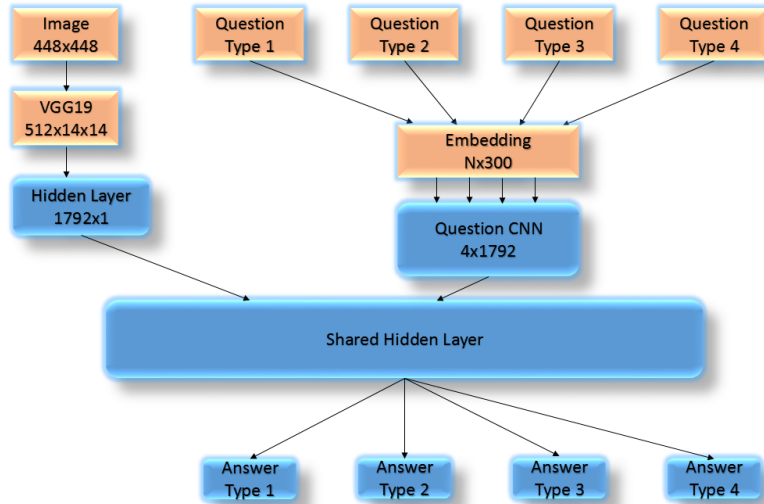 Image
448x448
Question
Type 1
Question
Type 2
Question
Type 3
Question
Type 4
VGG19
512x14x14
Embedding
Nx300
Hidden Layer
1792x1
Question CNN
4x1792
Shared Hidden Layer
Answer
Type 1
Answer
Type 2
Answer
Type 3
Answer
Type 4